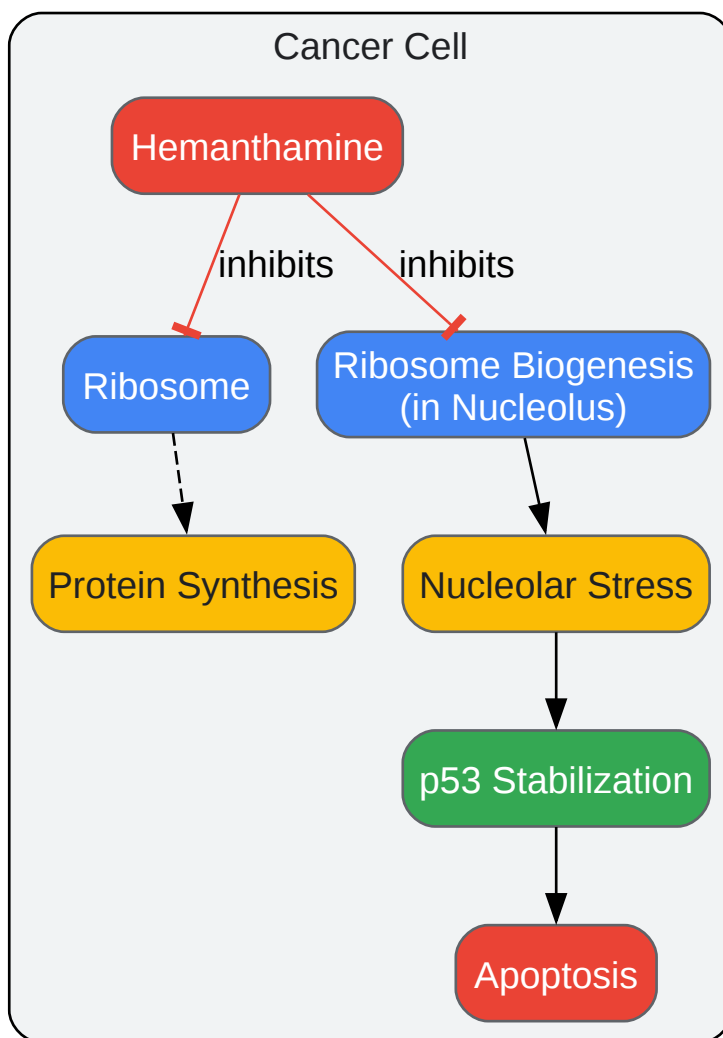 Cancer Cell
Hemanthamine
inhibits
inhibits
Ribosome
Ribosome Biogenesis
(in Nucleolus)
Protein Synthesis
Nucleolar Stress
p53 Stabilization
Apoptosis